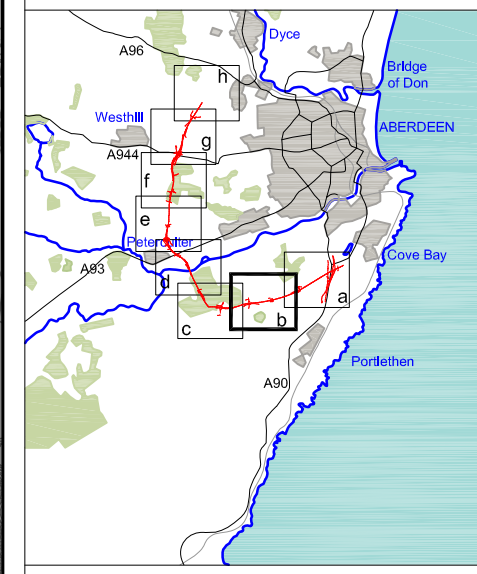 Dyce
A96
Bridge
of Don
h
Westhill
ABERDEEN
g
A944
f
e
Peterculter
Cove Bay
A93
d
a
b
c
Portlethen
A90